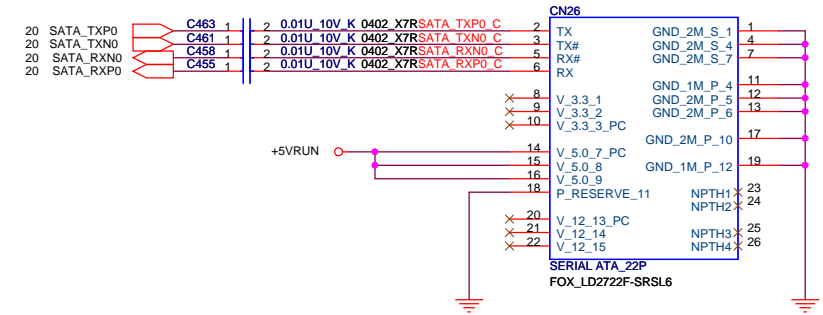 CN26
20 SATA_TXP0 C463 1 2 0.01U_10V_K 0402_X7R SATA_TXP0_C 2 TX GND_2M_S_1 1
20 SATA_TXN0 C461 1 2 0.01U_10V_K 0402_X7R SATA_TXN0_C 3 TX# GND_2M_S_4 4
20 SATA_RXN0 C458 1 2 0.01U_10V_K 0402_X7R SATA_RXN0_C 5 RX# GND_2M_S_7 7
20 SATA_RXP0 C455 1 2 0.01U_10V_K 0402_X7R SATA_RXP0_C 6 RX
GND_1M_P_4 11
8 V_3.3_1 GND_2M_P_5 12
9 V_3.3_2 GND_2M_P_6 13
10 V_3.3_3_PC
GND_2M_P_10 17
+5VRUN 14 V_5.0_7_PC
15 V_5.0_8 GND_1M_P_12 19
16 V_5.0_9
18 P_RESERVE_11 NPTH1 23
NPTH2 24
20 V_12_13_PC
21 V_12_14 NPTH3 25
22 V_12_15 NPTH4 26
SERIAL ATA_22P
FOX_LD2722F-SRSL6